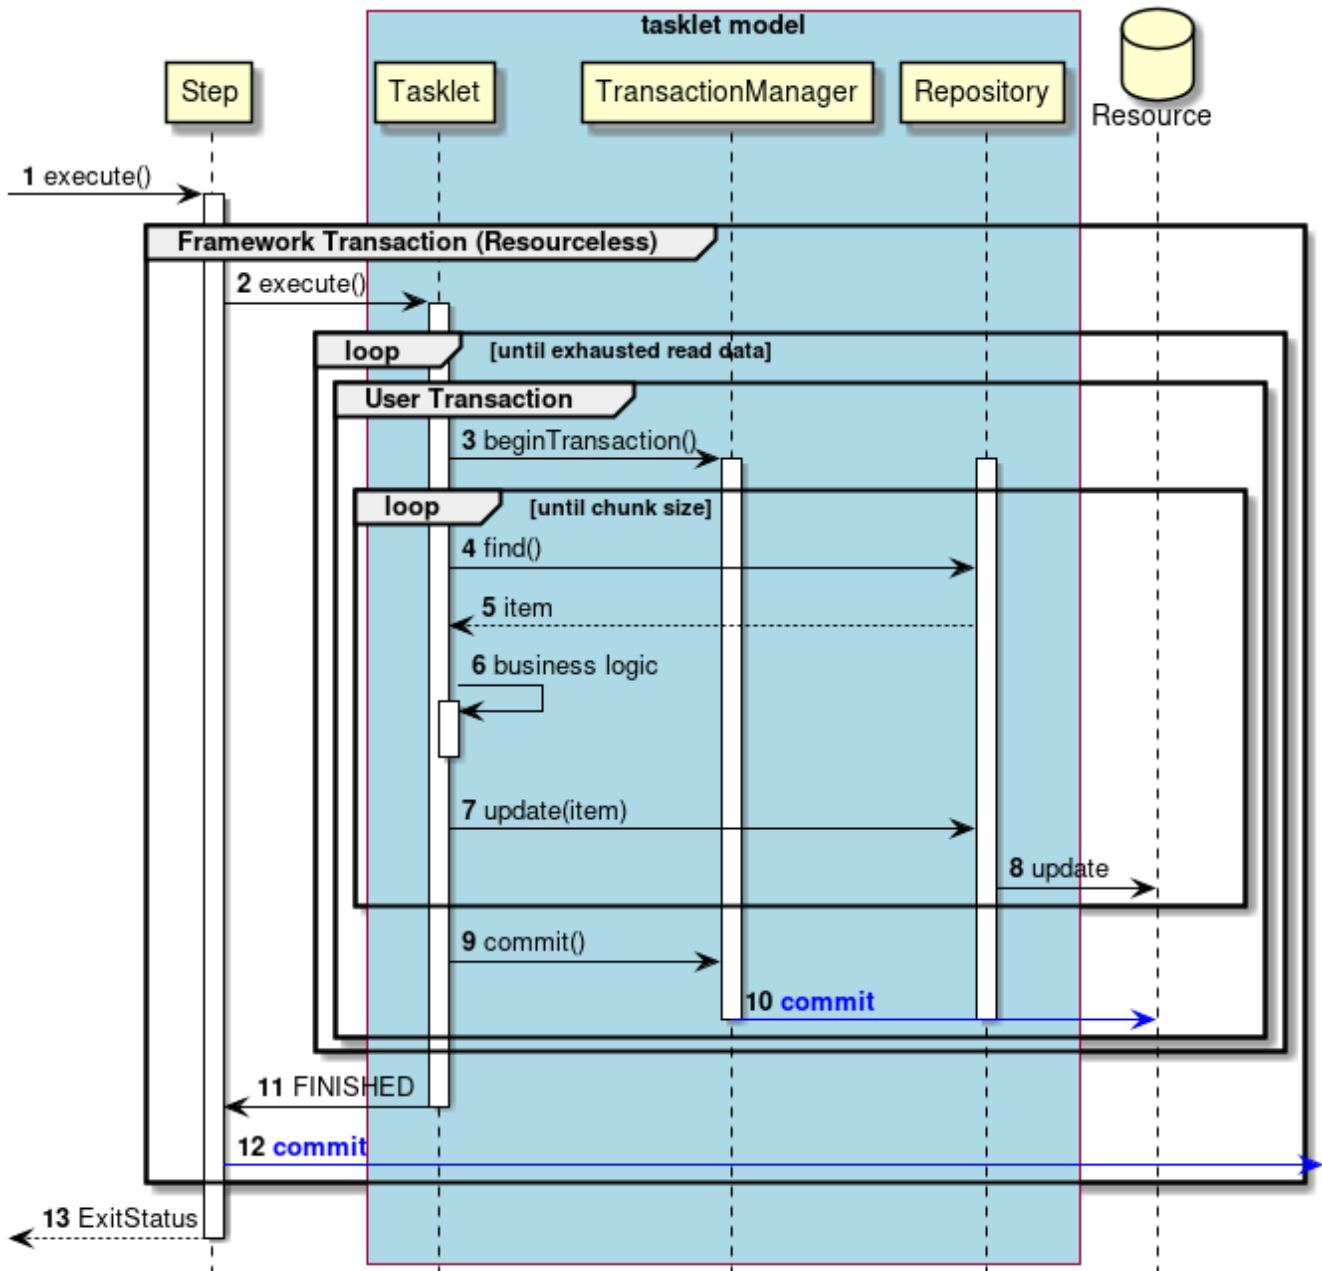 tasklet model
Step
Tasklet
TransactionManager
Repository
Resource
1 execute()
Framework Transaction (Resourceless)
2 execute()
loop [until exhausted read data]
User Transaction
3 beginTransaction()
loop [until chunk size]
4 find()
5 item
6 business logic
7 update(item)
8 update
9 commit()
10 commit
11 FINISHED
12 commit
13 ExitStatus